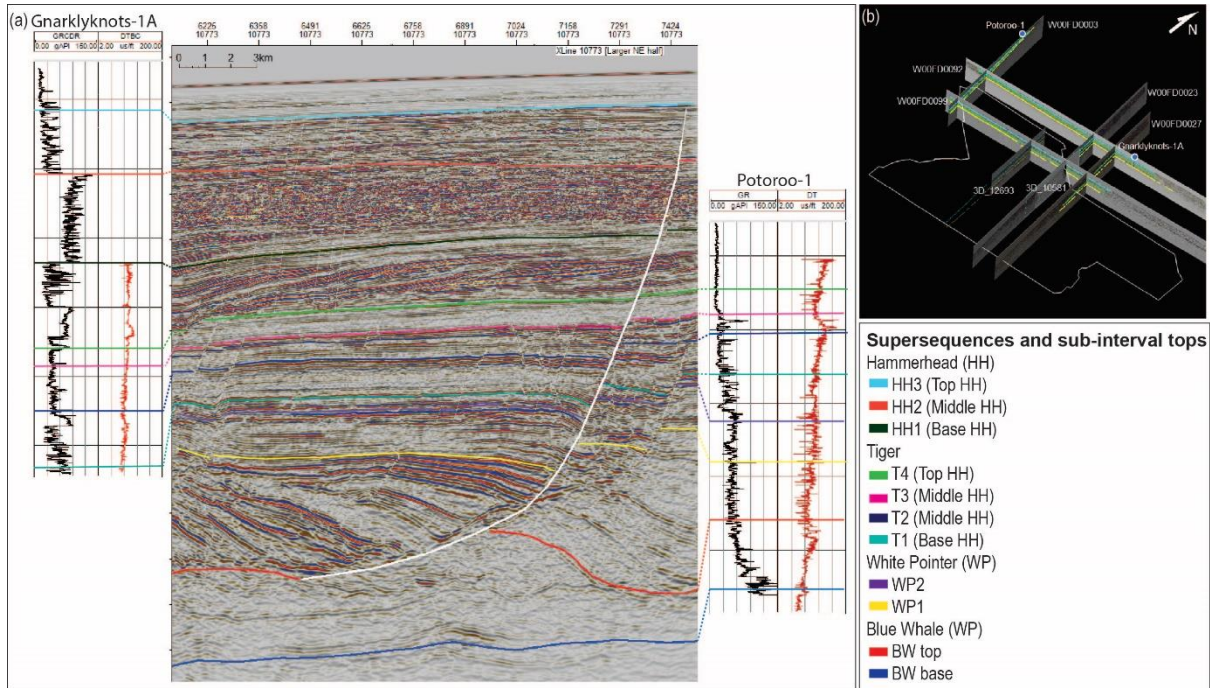 (a) Gnarklyknots-1A
GRCDR DTBC
0.00 gAPI 150.00 2.00 us/ft 200.00
6225 6358 6491 6625 6758 6891 7024 7158 7291 7424
10773 10773 10773 10773 10773 10773 10773 10773 10773 10773
XLine 10773 [Larger NE half]
0 1 2 3km
Potoroo-1
GR DT
0.00 gAPI 150.00 2.00 us/ft 200.00
(b)
Potoroo-1
W00FD0003
N
W00FD0092
W00FD0099
W00FD0023
W00FD0027
Gnarklyknots-1A
3D_12693
3D_10581
Supersequences and sub-interval tops
Hammerhead (HH)
HH3 (Top HH)
HH2 (Middle HH)
HH1 (Base HH)
Tiger
T4 (Top HH)
T3 (Middle HH)
T2 (Middle HH)
T1 (Base HH)
White Pointer (WP)
WP2
WP1
Blue Whale (WP)
BW top
BW base